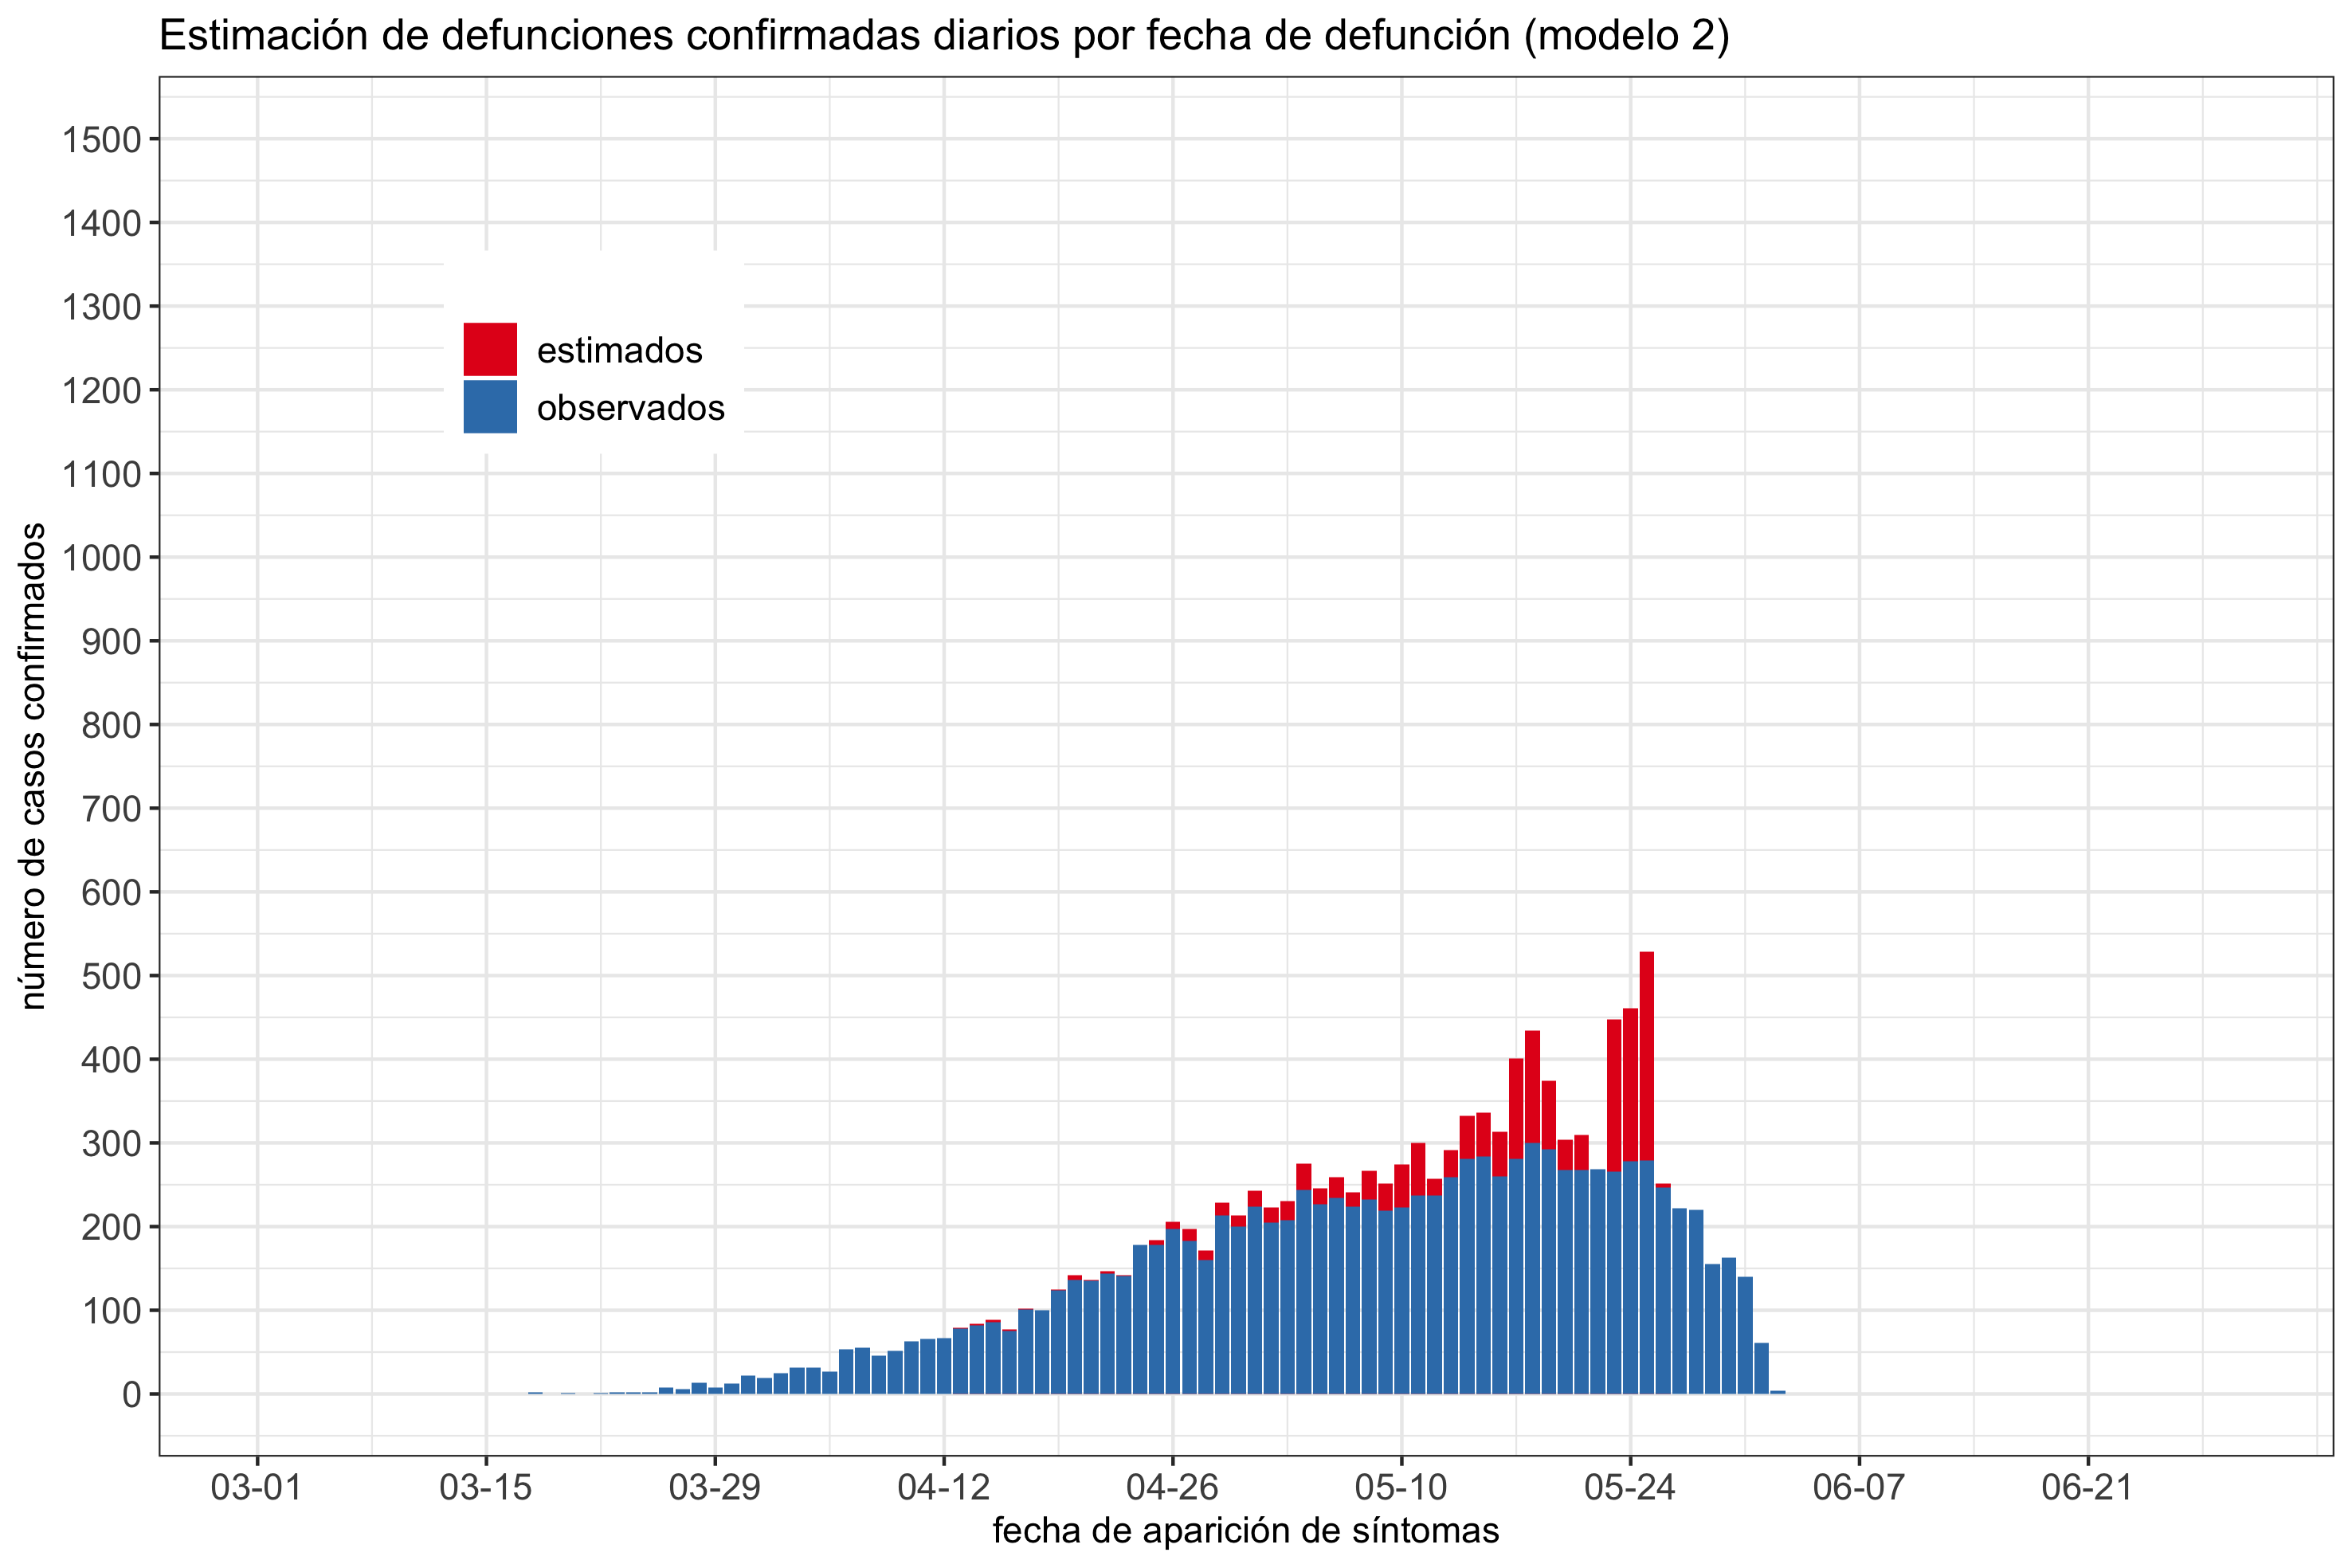 Estimación de defunciones confirmadas diarios por fecha de defunción (modelo 2)
número de casos confirmados
1500
1400
1300
1200
1100
1000
900
800
700
600
500
400
300
200
100
0
estimados
observados
03-01 03-15 03-29 04-12 04-26 05-10 05-24 06-07 06-21
fecha de aparición de síntomas